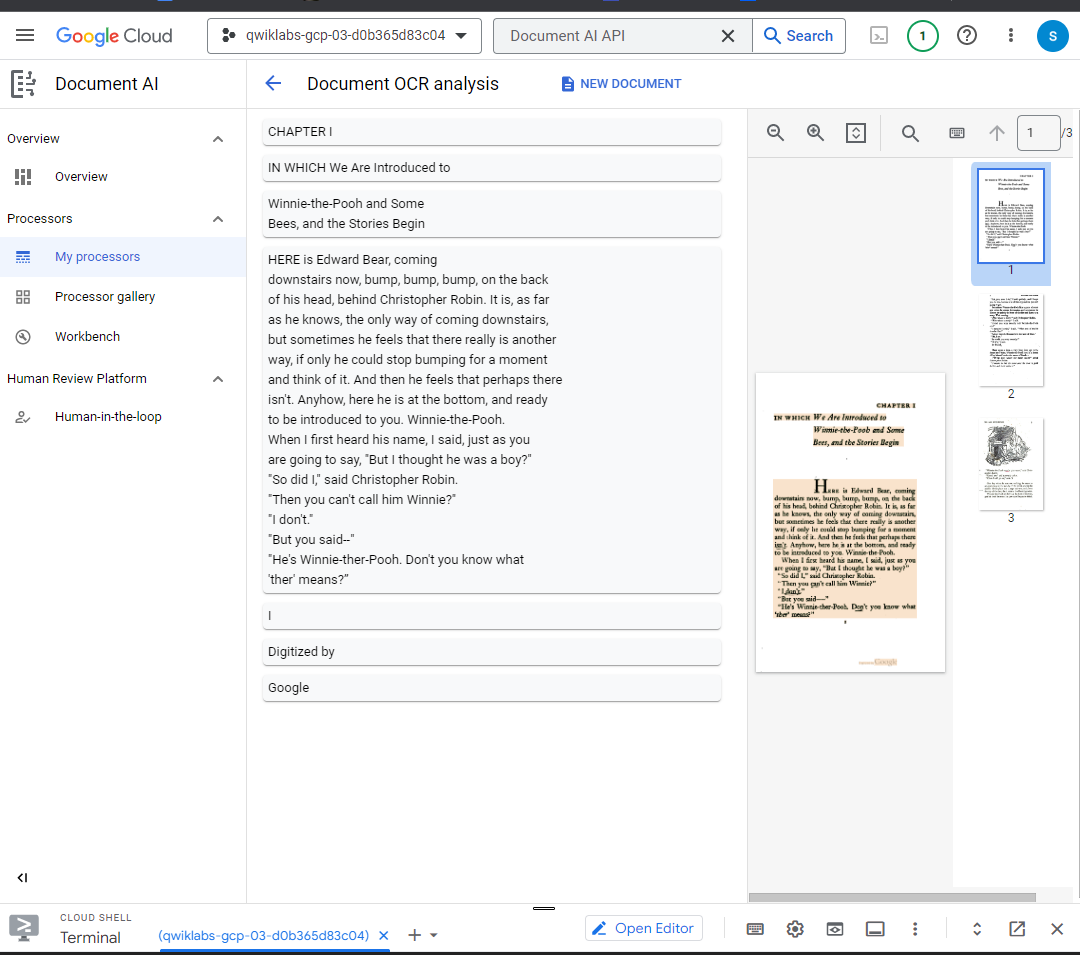 Google Cloud
qwiklabs-gcp-03-d0b365d83c04
Document AI API
Search
1
S
Document AI
Document OCR analysis
NEW DOCUMENT
Overview
Overview
Processors
My processors
Processor gallery
Workbench
Human Review Platform
Human-in-the-loop
CHAPTER I
IN WHICH We Are Introduced to
Winnie-the-Pooh and Some
Bees, and the Stories Begin
HERE is Edward Bear, coming
downstairs now, bump, bump, bump, on the back
of his head, behind Christopher Robin. It is, as far
as he knows, the only way of coming downstairs,
but sometimes he feels that there really is another
way, if only he could stop bumping for a moment
and think of it. And then he feels that perhaps there
isn't. Anyhow, here he is at the bottom, and ready
to be introduced to you. Winnie-the-Pooh.
When I first heard his name, I said, just as you
are going to say, "But I thought he was a boy?"
"So did I," said Christopher Robin.
"Then you can't call him Winnie?"
"I don't."
"But you said--"
"He's Winnie-ther-Pooh. Don't you know what
'ther' means?”
I
Digitized by
Google
1
/3
CHAPTER I
IN WHICH We Are Introduced to
Winnie-the-Pooh and Some
Bees, and the Stories Begin
HERE is Edward Bear, coming
downstairs now, bump, bump, bump, on the back
of his head, behind Christopher Robin. It is, as far
as he knows, the only way of coming downstairs,
but sometimes he feels that there really is another
way, if only he could stop bumping for a moment
and think of it. And then he feels that perhaps there
isn't. Anyhow, here he is at the bottom, and ready
to be introduced to you. Winnie-the-Pooh.
When I first heard his name, I said, just as you
are going to say, "But I thought he was a boy?"
"So did I," said Christopher Robin.
"Then you can't call him Winnie?"
"I don't."
"But you said—"
"He's Winnie-ther-Pooh. Don't you know what
'ther' means?"
Google
1
2
3
CLOUD SHELL
Terminal
(qwiklabs-gcp-03-d0b365d83c04)
Open Editor